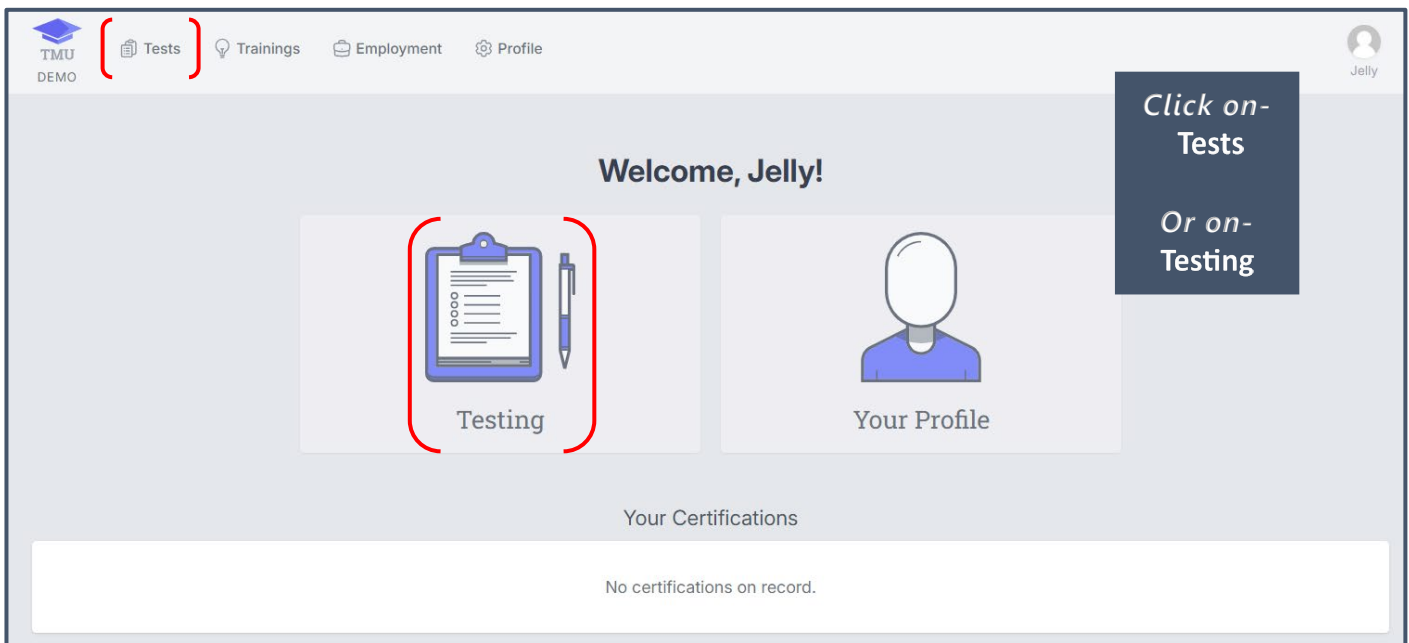 TMU
DEMO
Tests
Trainings
Employment
Profile
Jelly
Click on-
Tests
Or on-
Testing
Welcome, Jelly!
Testing
Your Profile
Your Certifications
No certifications on record.